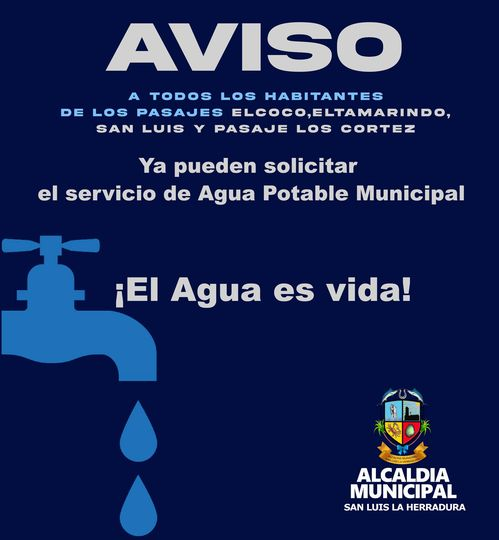 AVISO
A TODOS LOS HABITANTES
DE LOS PASAJES ELCOCO,ELTAMARINDO,
SAN LUIS Y PASAJE LOS CORTEZ
Ya pueden solicitar
el servicio de Agua Potable Municipal
¡El Agua es vida!
ALCALDIA
MUNICIPAL
SAN LUIS LA HERRADURA